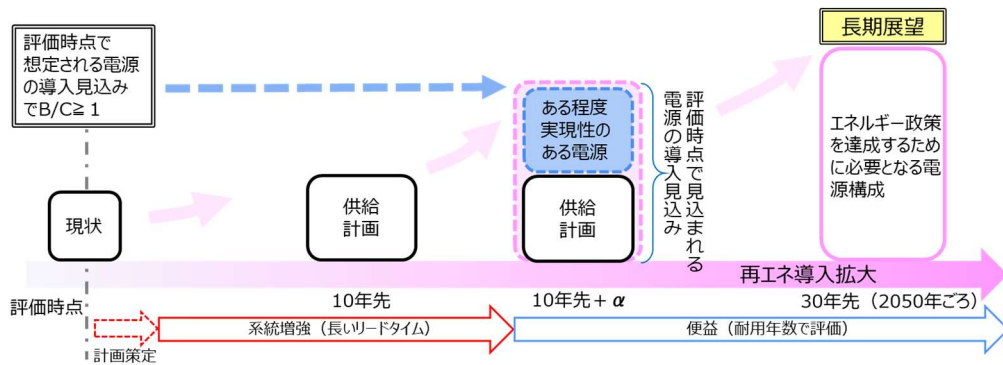 長期展望
評価時点で
想定される電源
の導入見込み
でB/C≧１
ある程度
実現性の
ある電源
評価時点で見込まれる
電源の導入見込み
エネルギー政策
を達成するため
に必要となる電
源構成
現状
供給
計画
供給
計画
再エネ導入拡大
評価時点
10年先
10年先＋α
30年先（2050年ごろ）
系統増強（長いリードタイム）
便益（耐用年数で評価）
計画策定